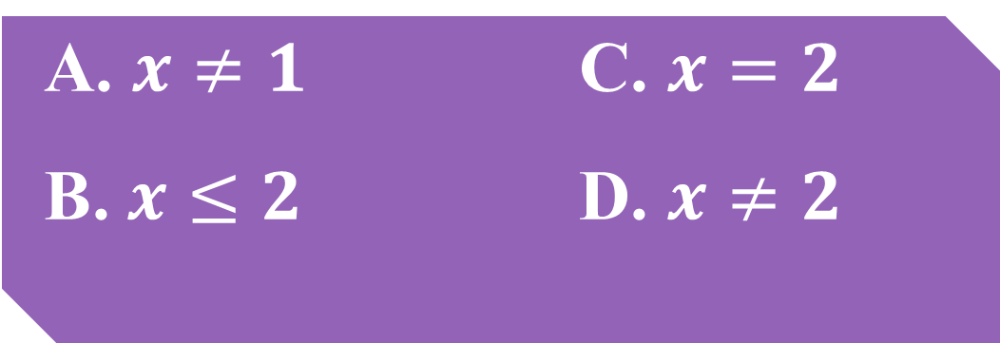 A. x ≠ 1
B. x ≤ 2
C. x = 2
D. x ≠ 2